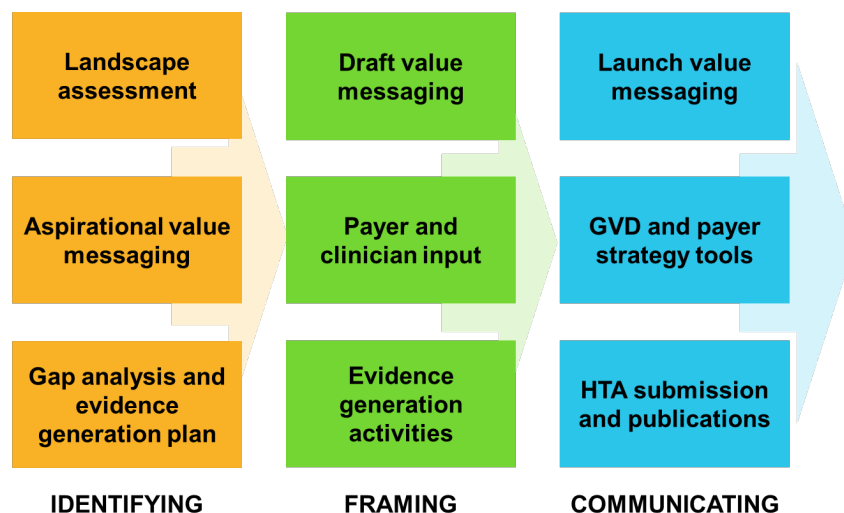 Landscape
assessment
Aspirational value
messaging
Gap analysis and
evidence
generation plan
IDENTIFYING
Draft value
messaging
Payer and
clinician input
Evidence
generation
activities
FRAMING
Launch value
messaging
GVD and payer
strategy tools
HTA submission
and publications
COMMUNICATING